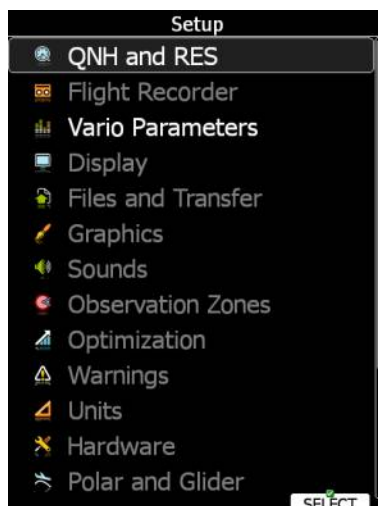 Setup
QNH and RES
Flight Recorder
Vario Parameters
Display
Files and Transfer
Graphics
Sounds
Observation Zones
Optimization
Warnings
Units
Hardware
Polar and Glider
SELECT